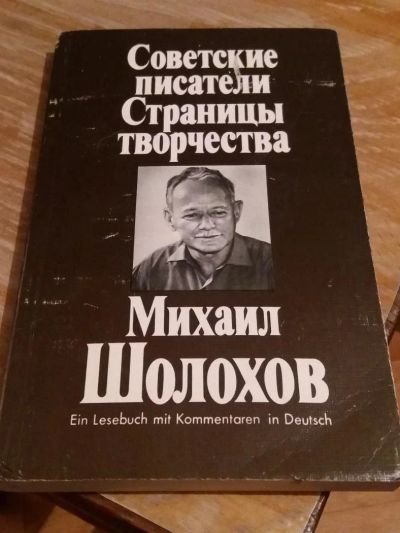 Советские
писатели
Страницы
творчества
Михаил
Шолохов
Ein Lesebuch mit Kommentaren in Deutsch